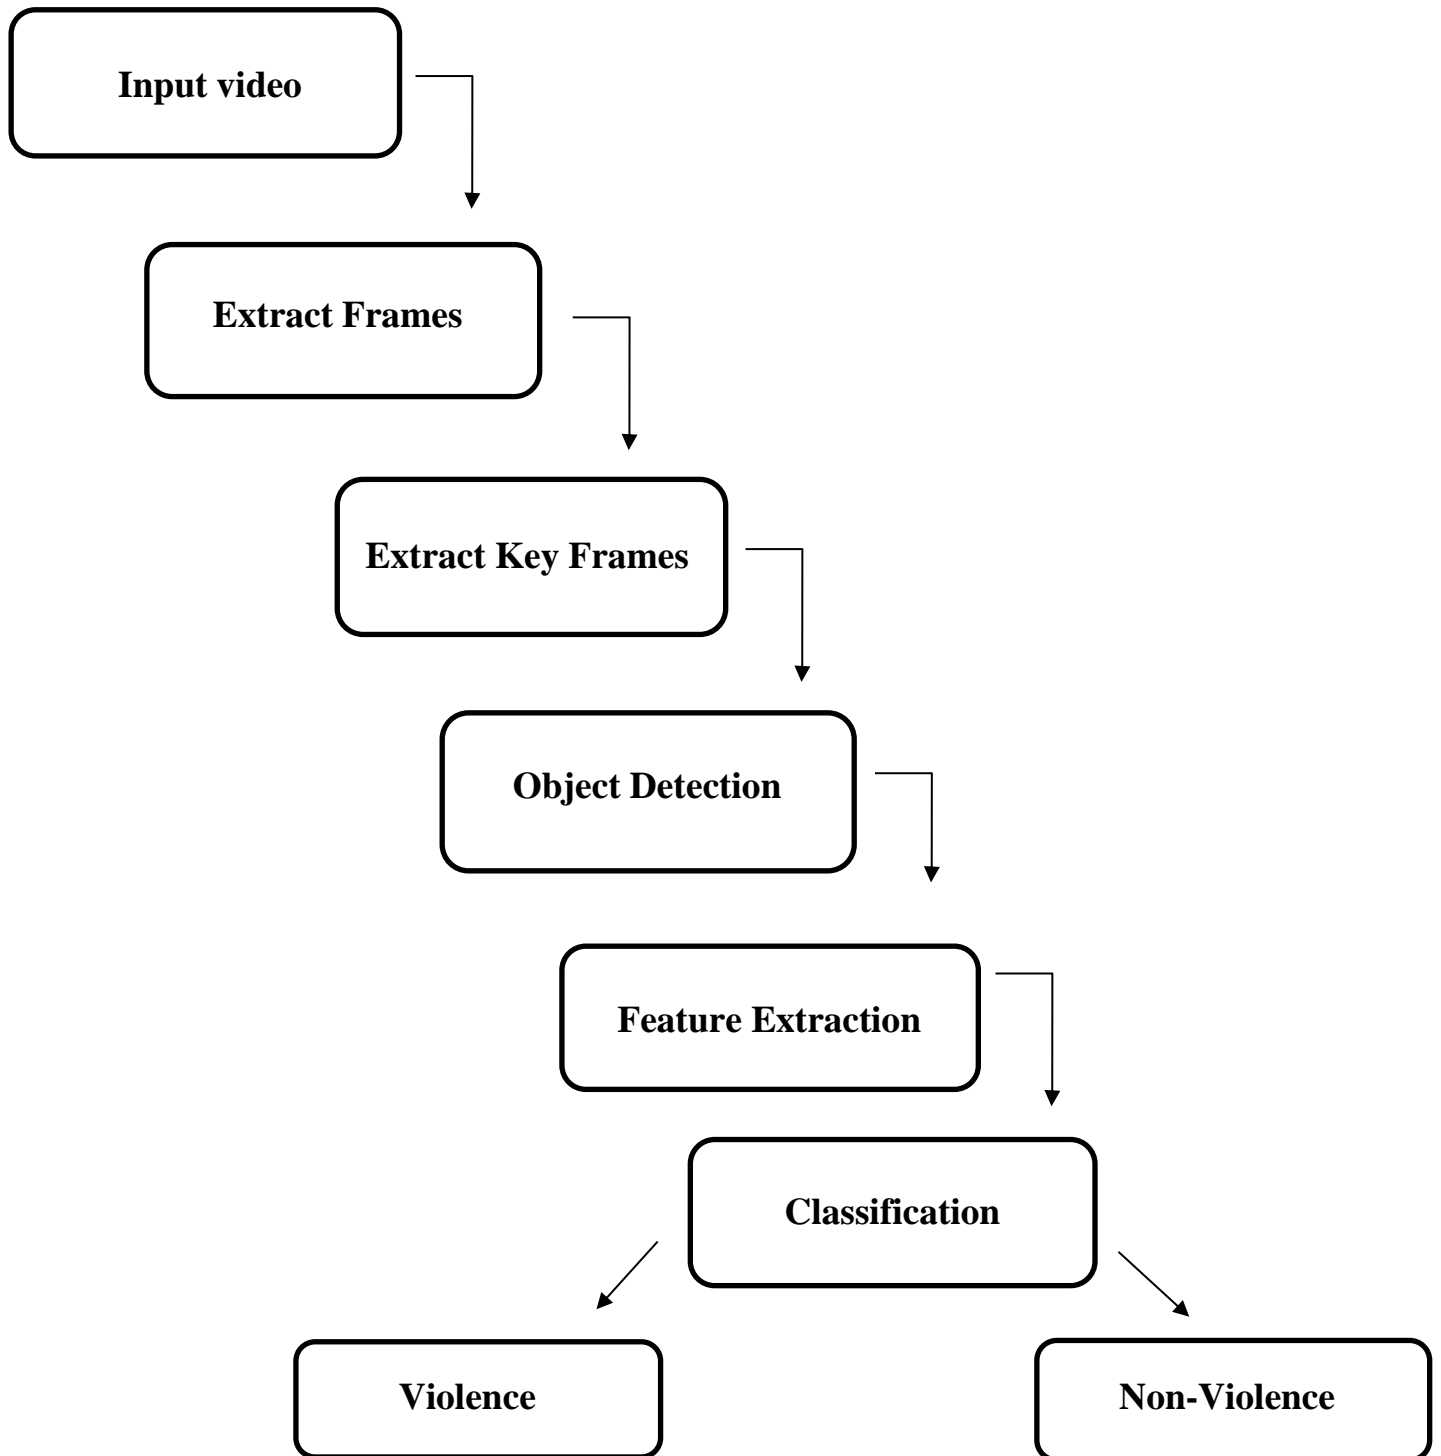 Input video
Extract Frames
Extract Key Frames
Object Detection
Feature Extraction
Classification
Violence
Non-Violence